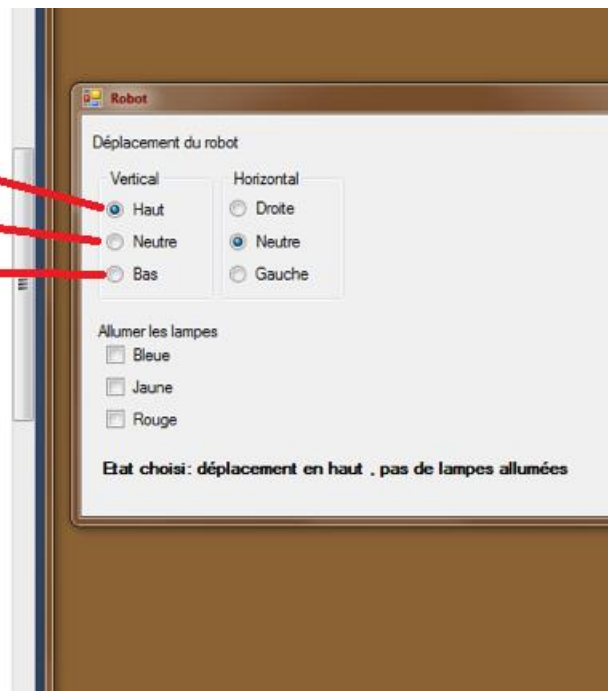 Robot
Déplacement du robot
Vertical Horizontal
Haut Droite
Neutre Neutre
Bas Gauche
Allumer les lampes
Bleue
Jaune
Rouge
Etat choisi: déplacement en haut , pas de lampes allumées